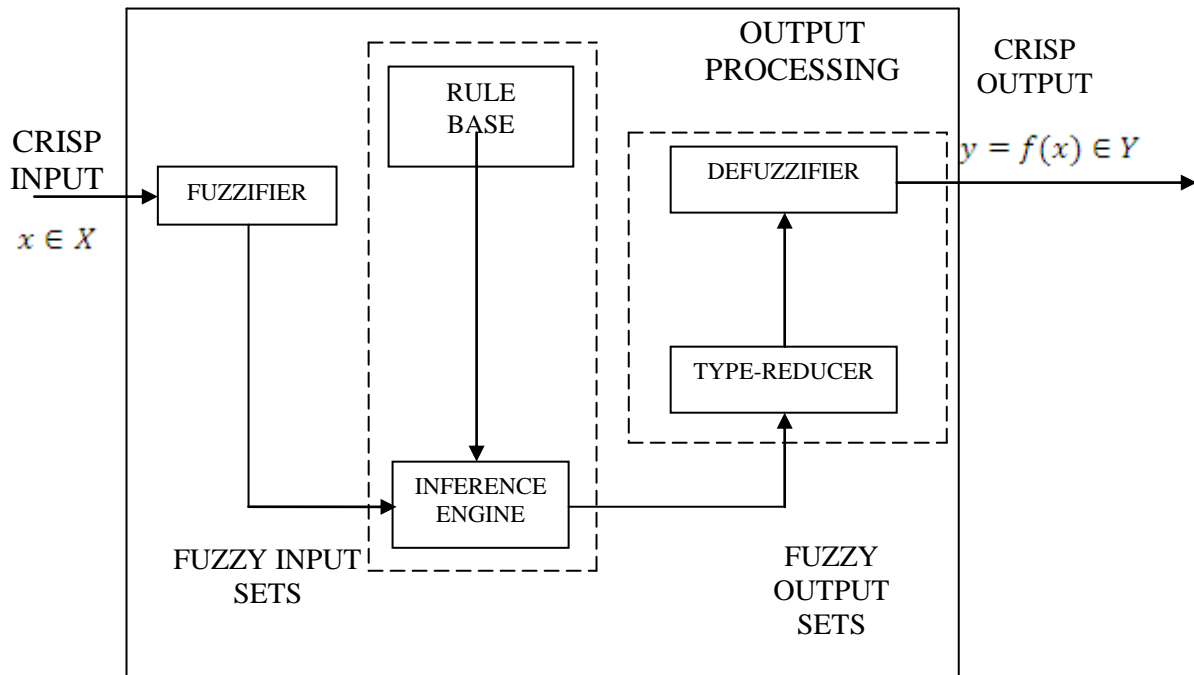 CRISP
INPUT
x ∈ X
FUZZIFIER
RULE
BASE
INFERENCE
ENGINE
FUZZY INPUT
SETS
OUTPUT
PROCESSING
DEFUZZIFIER
TYPE-REDUCER
FUZZY
OUTPUT
SETS
CRISP
OUTPUT
y = f(x) ∈ Y